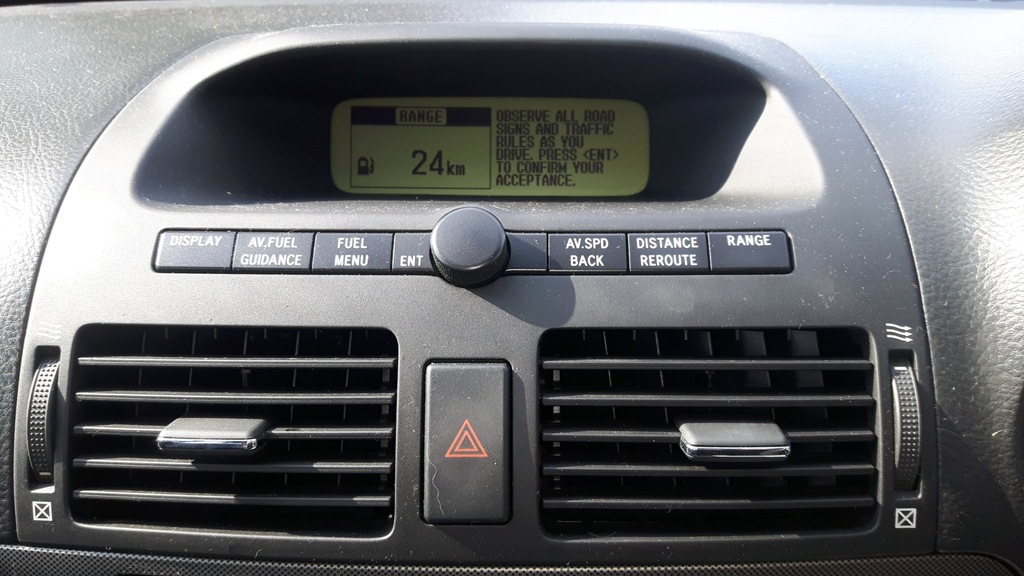 RANGE
24km
OBSERVE ALL ROAD
SIGNS AND TRAFFIC
RULES AS YOU
DRIVE. PRESS <ENT>
TO CONFIRM YOUR
ACCEPTANCE.
DISPLAY
AV.FUEL
GUIDANCE
FUEL
MENU
ENT
AV.SPD
BACK
DISTANCE
REROUTE
RANGE